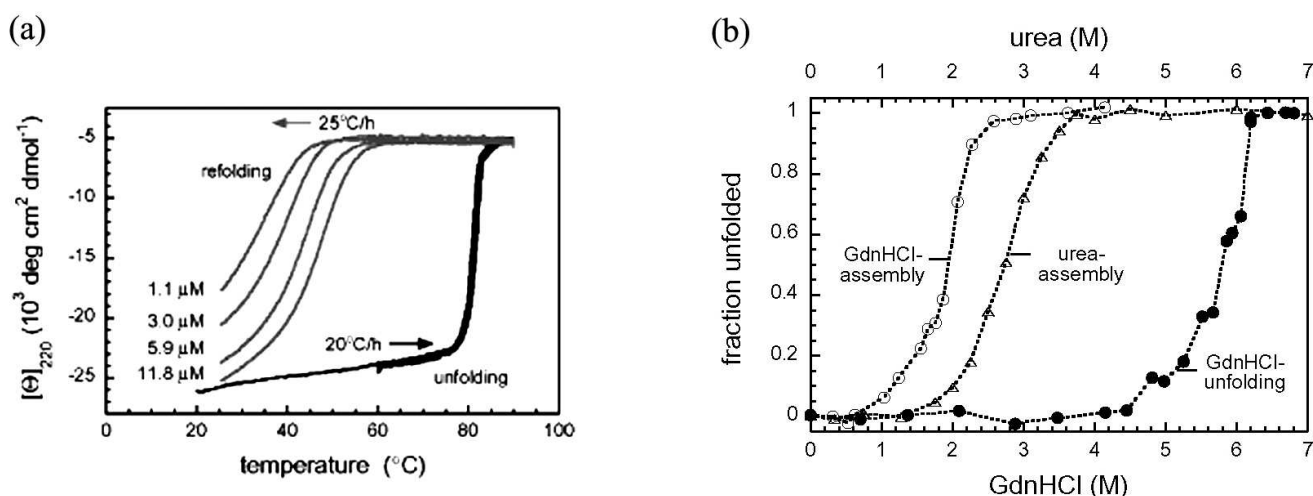 (a)
[Θ]220 (10³ deg cm² dmol⁻¹)
-5
-10
-15
-20
-25
25°C/h
refolding
1.1 µM
3.0 µM
5.9 µM
11.8 µM
20°C/h
unfolding
0 20 40 60 80 100
temperature (°C)
(b)
urea (M)
0 1 2 3 4 5 6 7
fraction unfolded
1
0.8
0.6
0.4
0.2
0
GdnHCl-
assembly
urea-
assembly
GdnHCl-
unfolding
0 1 2 3 4 5 6 7
GdnHCl (M)